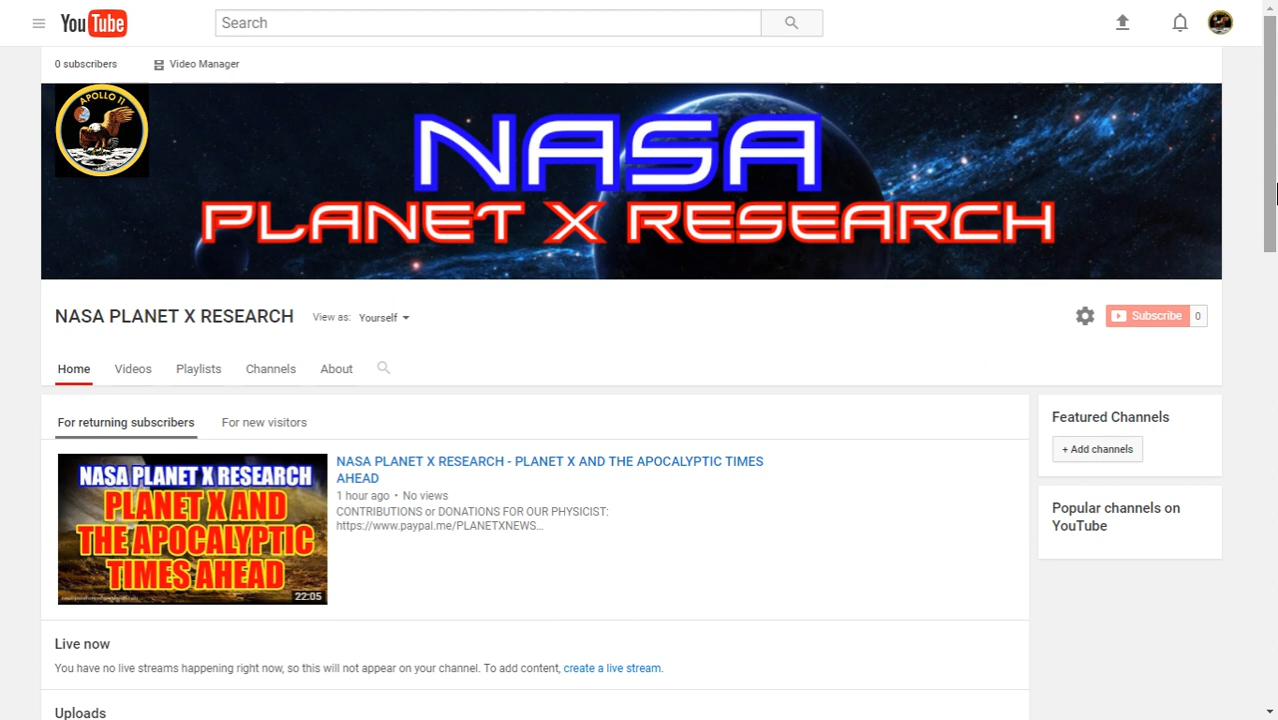 YouTube
Search
0 subscribers
Video Manager
APOLLO 11
NASA
PLANET X RESEARCH
NASA PLANET X RESEARCH
View as: Yourself
Subscribe
0
Home
Videos
Playlists
Channels
About
For returning subscribers
For new visitors
NASA PLANET X RESEARCH
PLANET X AND
THE APOCALYPTIC
TIMES AHEAD
22:05
NASA PLANET X RESEARCH - PLANET X AND THE APOCALYPTIC TIMES
AHEAD
1 hour ago • No views
CONTRIBUTIONS or DONATIONS FOR OUR PHYSICIST:
https://www.paypal.me/PLANETXNEWS...
Featured Channels
+ Add channels
Popular channels on
YouTube
Live now
You have no live streams happening right now, so this will not appear on your channel. To add content, create a live stream.
Uploads